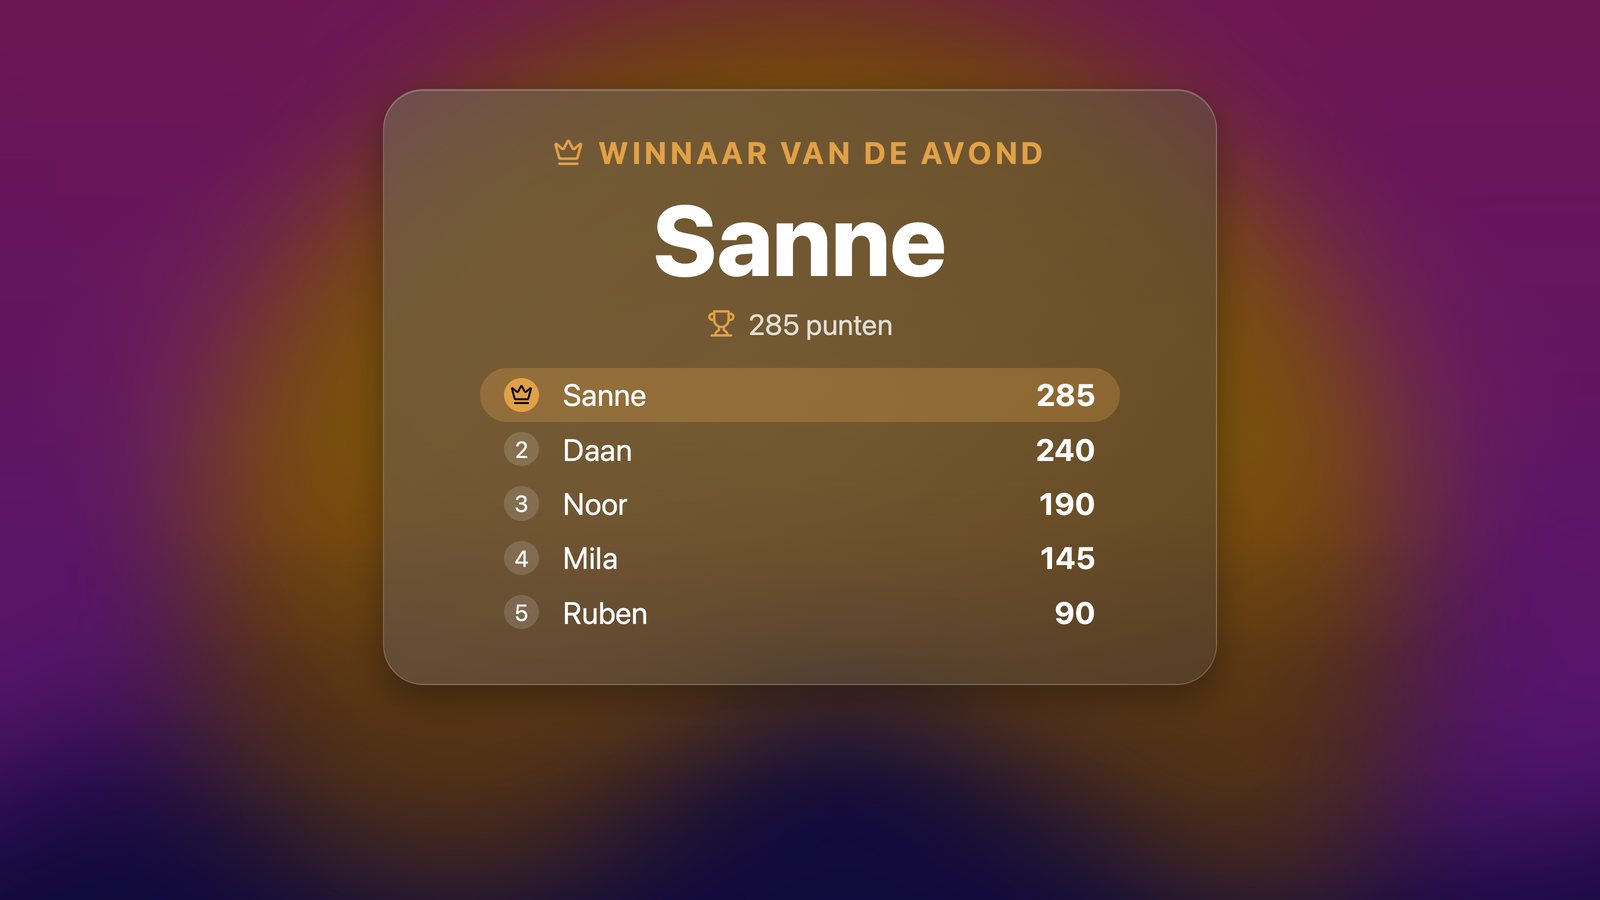 WINNAAR VAN DE AVOND
Sanne
285 punten
Sanne 285
2 Daan 240
3 Noor 190
4 Mila 145
5 Ruben 90